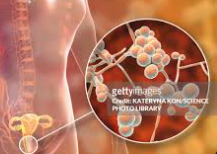 gettyimages
Credit: KATERYNA KON/SCIENCE
PHOTO LIBRARY